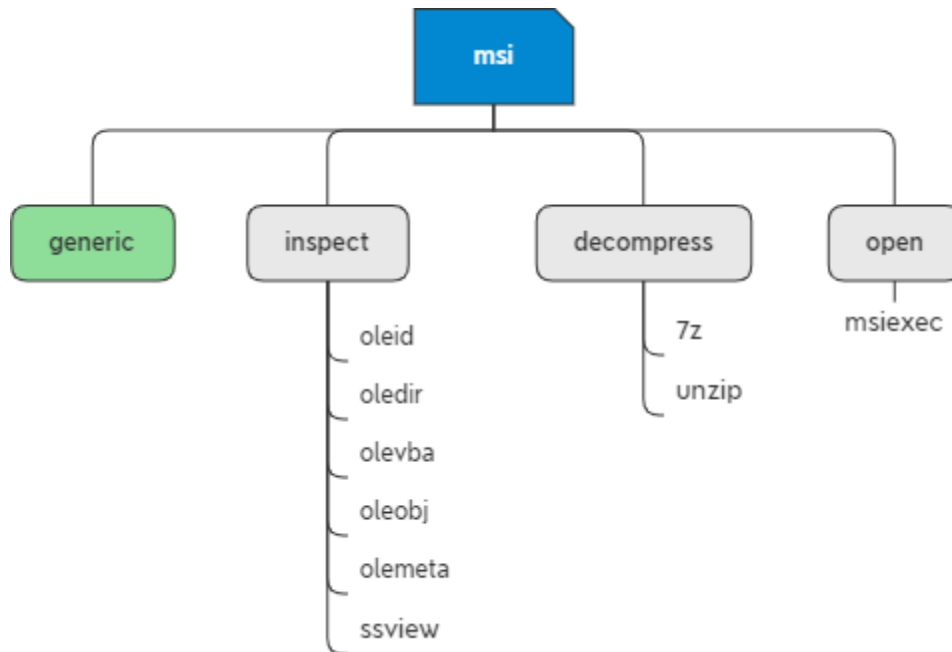 msi
generic
inspect
decompress
open
oleid
oledir
olevba
oleobj
olemeta
ssview
7z
unzip
msiexec